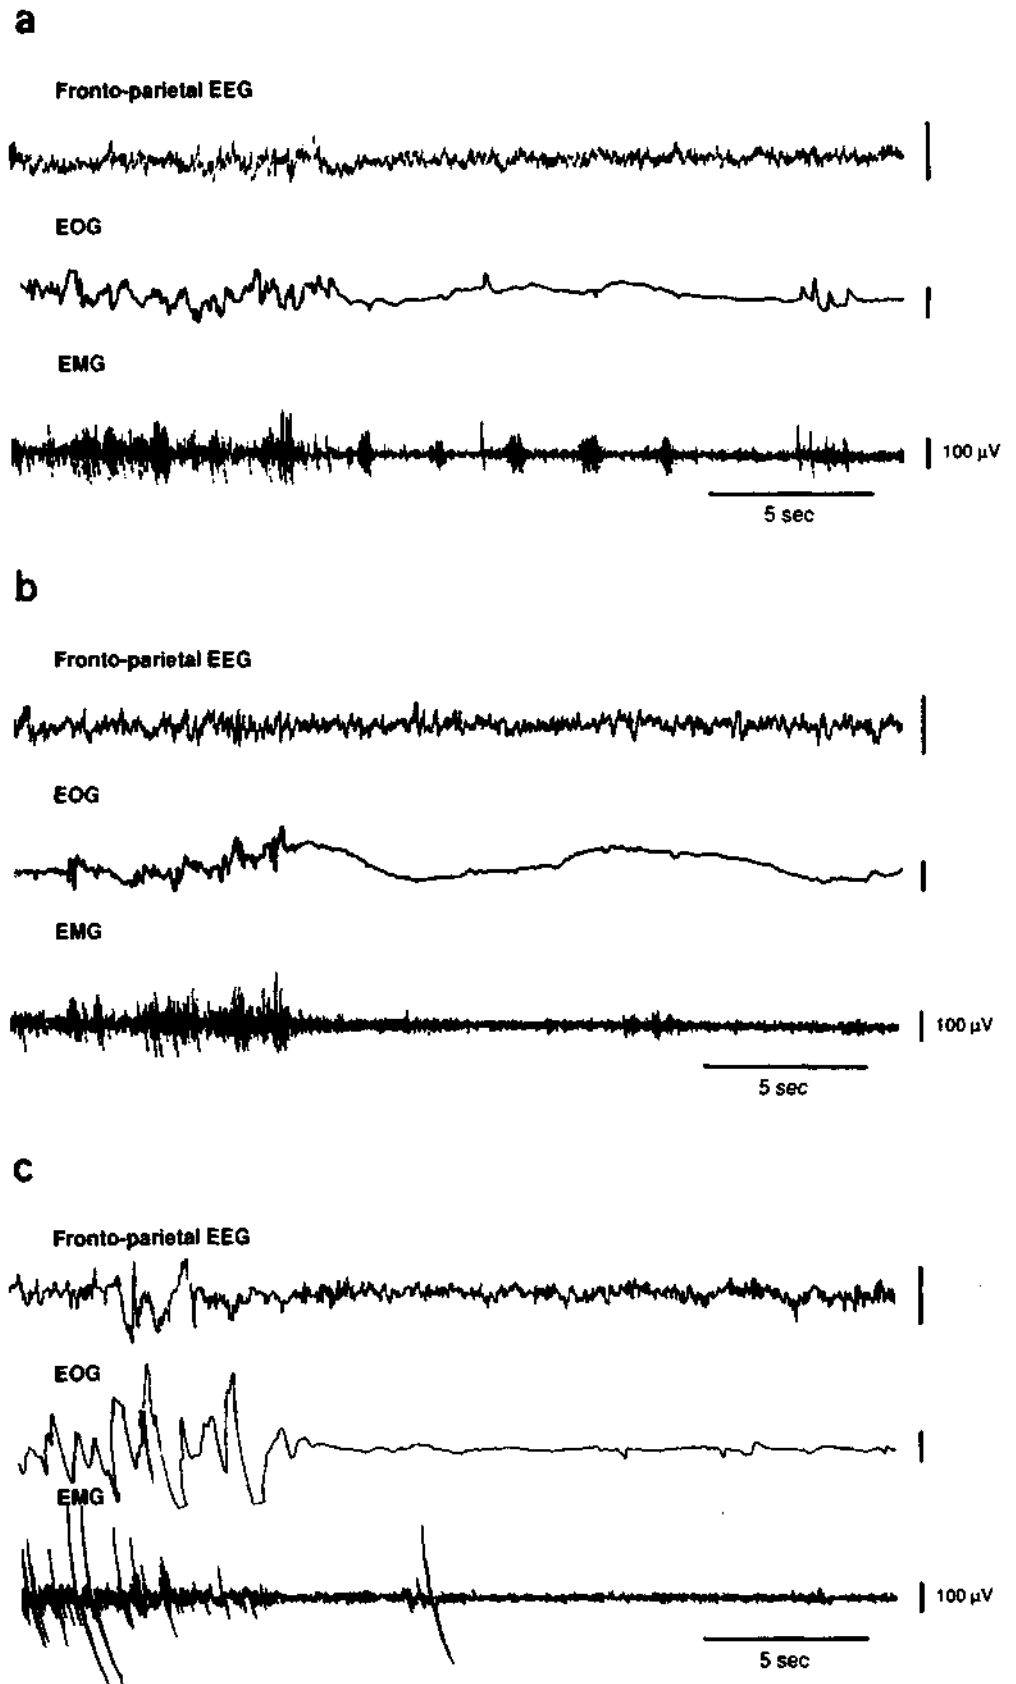 a
Fronto-parietal EEG
EOG
EMG
100 μV
5 sec
b
Fronto-parietal EEG
EOG
EMG
100 μV
5 sec
c
Fronto-parietal EEG
EOG
EMG
100 μV
5 sec